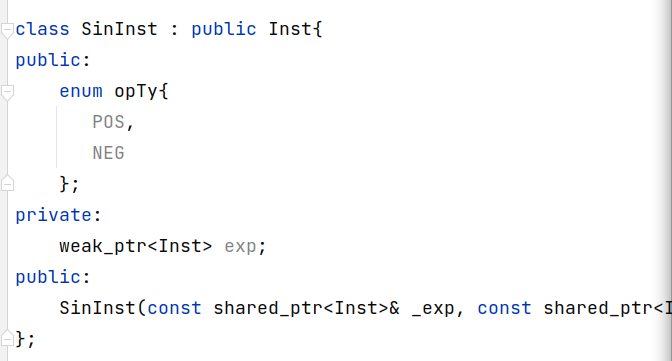 class SinInst : public Inst{
public:
    enum opTy{
       POS,
       NEG
    };
private:
    weak_ptr<Inst> exp;
public:
    SinInst(const shared_ptr<Inst>& _exp, const shared_ptr<
};